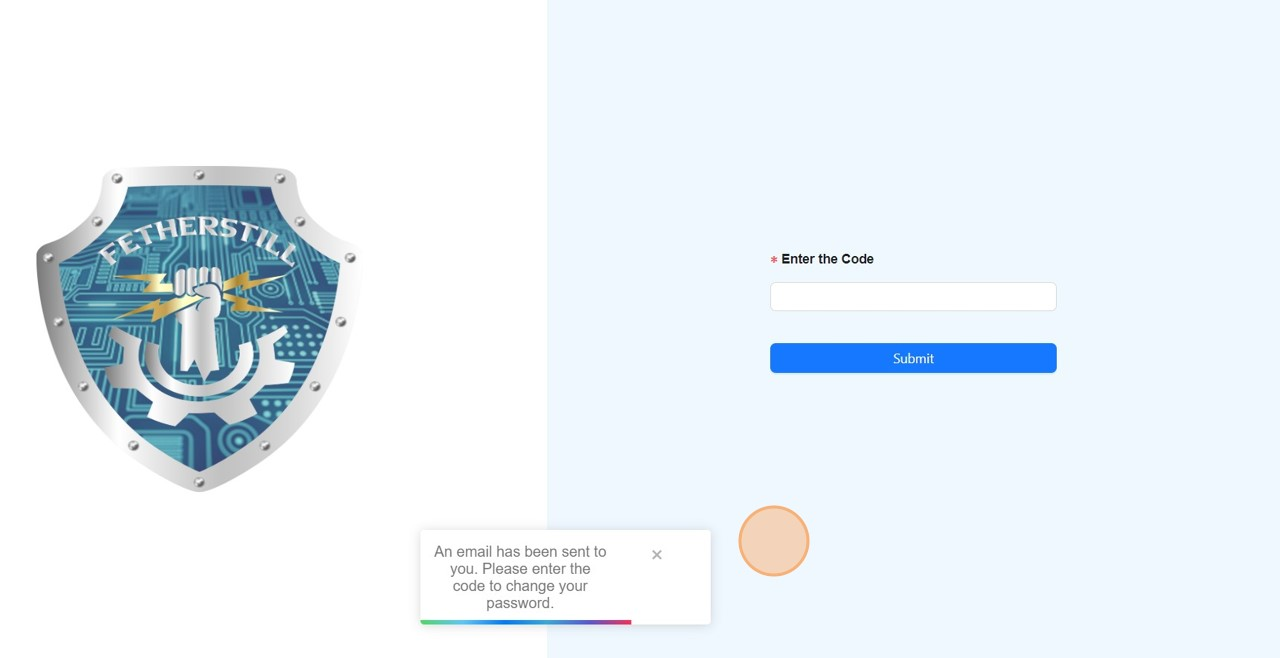 FETHERSTILL
* Enter the Code
Submit
An email has been sent to
you. Please enter the
code to change your
password.